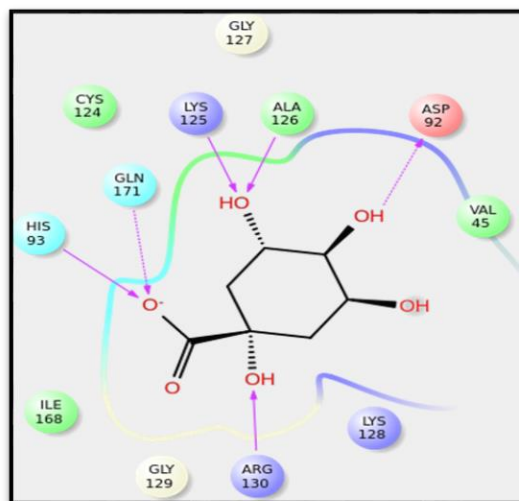 GLY
127
CYS
124
LYS
125
ALA
126
ASP
92
GLN
171
HO
OH
VAL
45
HIS
93
O-
OH
O
OH
ILE
168
LYS
128
GLY
129
ARG
130